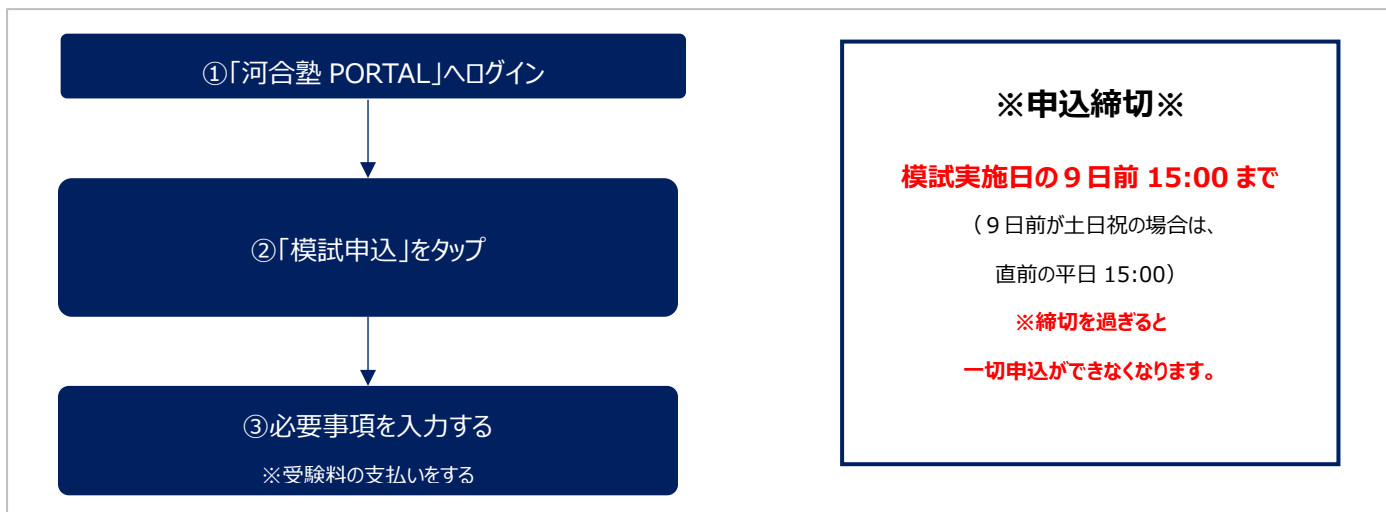 ①「河合塾 PORTAL」へログイン
②「模試申込」をタップ
③必要事項を入力する
※受験料の支払いをする
※申込締切※
模試実施日の９日前 15:00 まで
（９日前が土日祝の場合は、
直前の平日 15:00）
※締切を過ぎると
一切申込ができなくなります。